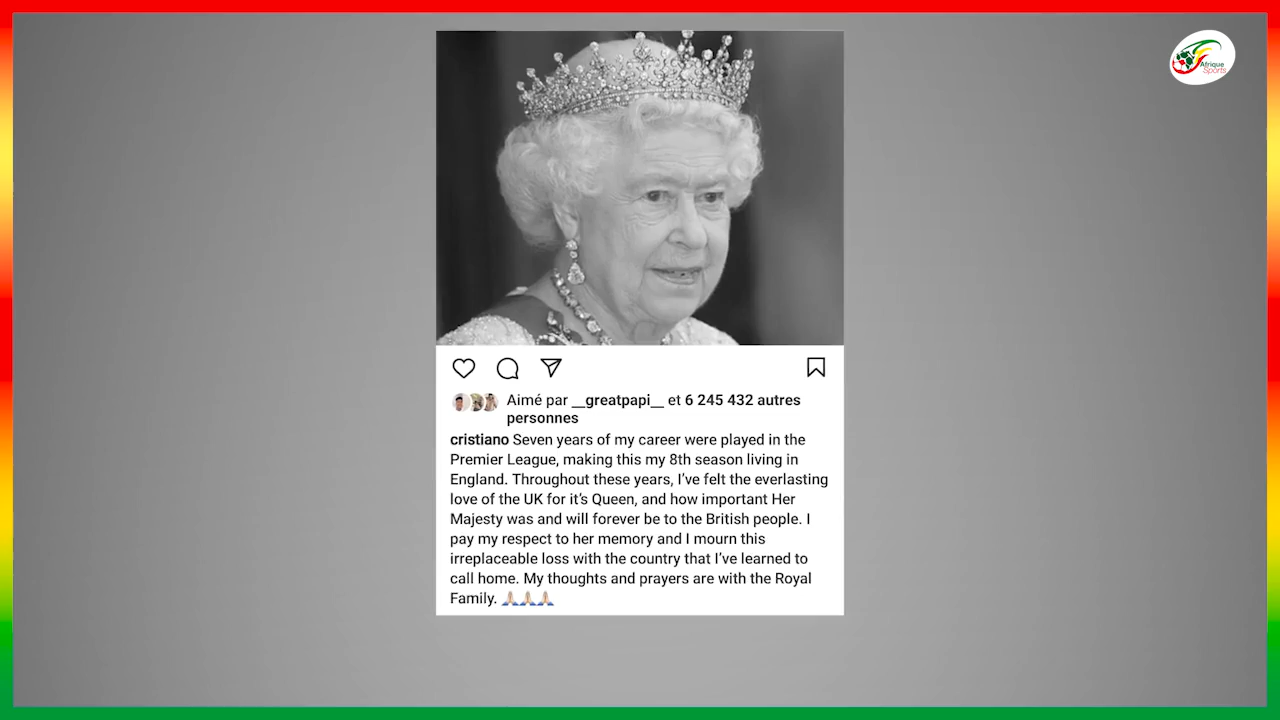 Afrique
Sports
Aimé par __greatpapi__ et 6 245 432 autres
personnes
cristiano Seven years of my career were played in the
Premier League, making this my 8th season living in
England. Throughout these years, I've felt the everlasting
love of the UK for it's Queen, and how important Her
Majesty was and will forever be to the British people. I
pay my respect to her memory and I mourn this
irreplaceable loss with the country that I've learned to
call home. My thoughts and prayers are with the Royal
Family. 🙏🏼🙏🏼🙏🏼